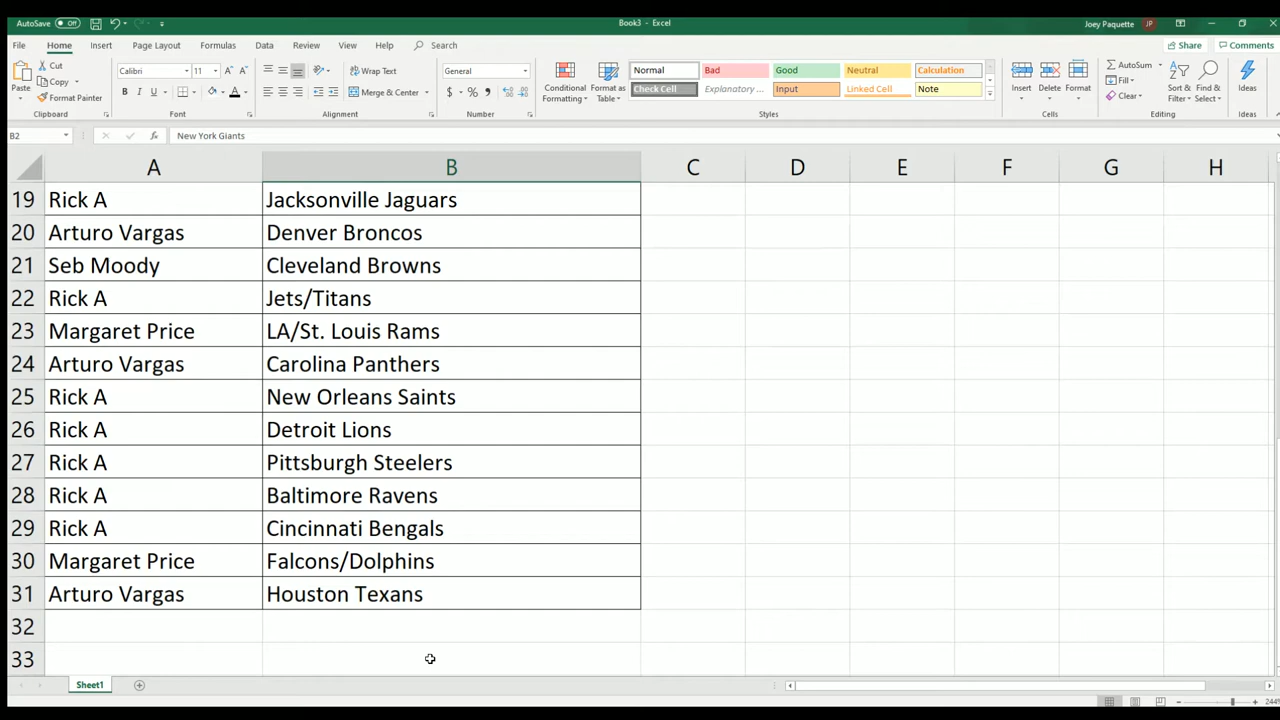 AutoSave Off Book3 - Excel Joey Paquette JP
File Home Insert Page Layout Formulas Data Review View Help Search Share Comments
Paste Cut Copy Format Painter Clipboard
Calibri 11 A A B I U A Font
Wrap Text Merge & Center Alignment
General $ % , Number
Conditional Formatting Format as Table
Normal Bad Good Neutral Calculation
Check Cell Explanatory ... Input Linked Cell Note
Styles
Insert Delete Format Cells
AutoSum Fill Clear Sort & Filter Find & Select Editing
Ideas Ideas
B2 fx New York Giants
A B C D E F G H
19 Rick A Jacksonville Jaguars
20 Arturo Vargas Denver Broncos
21 Seb Moody Cleveland Browns
22 Rick A Jets/Titans
23 Margaret Price LA/St. Louis Rams
24 Arturo Vargas Carolina Panthers
25 Rick A New Orleans Saints
26 Rick A Detroit Lions
27 Rick A Pittsburgh Steelers
28 Rick A Baltimore Ravens
29 Rick A Cincinnati Bengals
30 Margaret Price Falcons/Dolphins
31 Arturo Vargas Houston Texans
32
33
Sheet1
244%